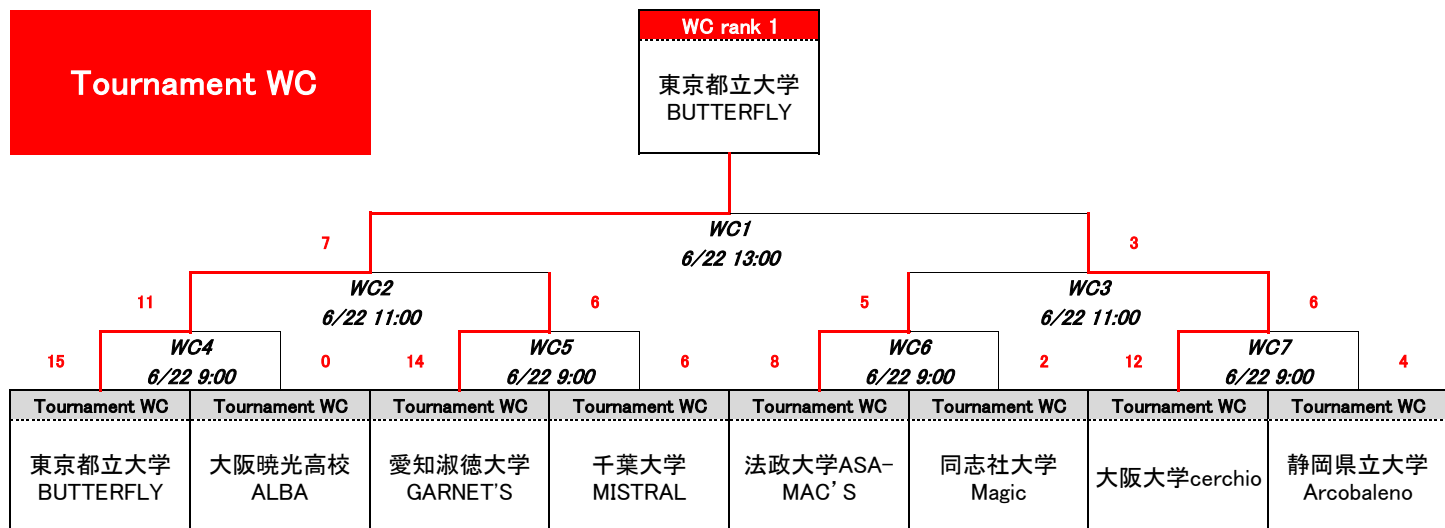 Tournament WC
WC rank 1
東京都立大学
BUTTERFLY
WC1
6/22 13:00
7
3
WC2
6/22 11:00
WC3
6/22 11:00
11
6
5
6
WC4
6/22 9:00
WC5
6/22 9:00
WC6
6/22 9:00
WC7
6/22 9:00
15
0
14
6
8
2
12
4
Tournament WC
Tournament WC
Tournament WC
Tournament WC
Tournament WC
Tournament WC
Tournament WC
Tournament WC
東京都立大学
BUTTERFLY
大阪暁光高校
ALBA
愛知淑徳大学
GARNET'S
千葉大学
MISTRAL
法政大学ASA-
MAC’S
同志社大学
Magic
大阪大学cerchio
静岡県立大学
Arcobaleno